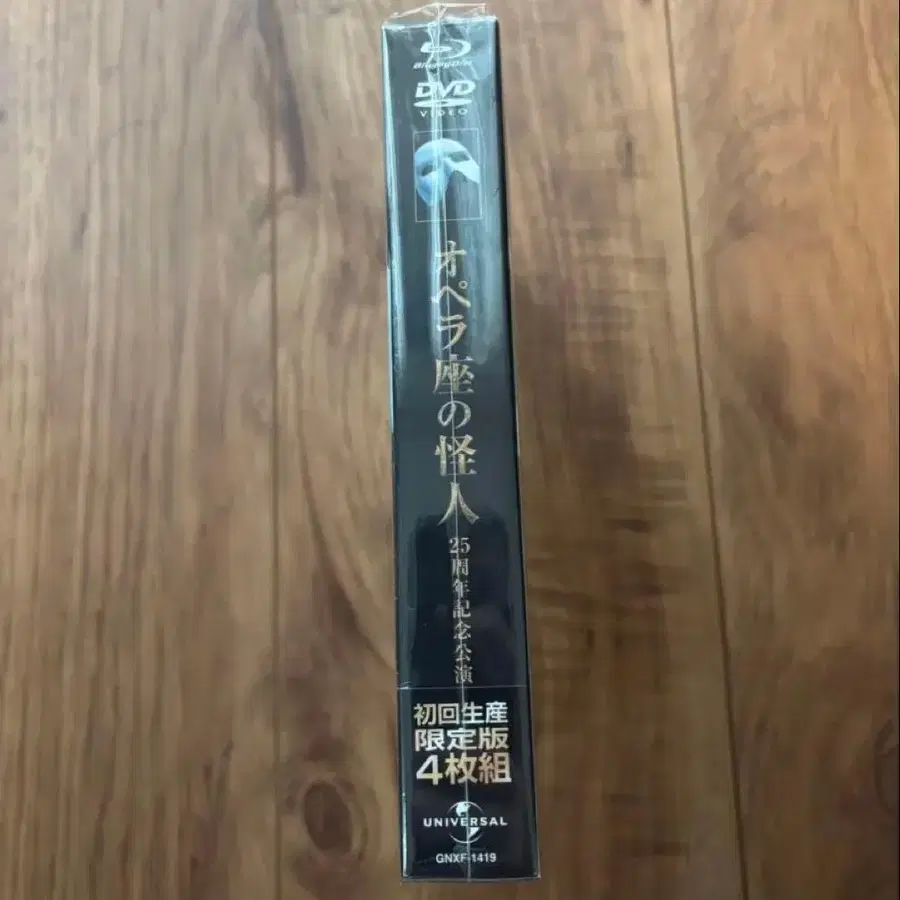 Blu-ray Disc
DVD
VIDEO
オペラ座の怪人
25周年記念公演
初回生産
限定版
4枚組
UNIVERSAL
GNXF-1419